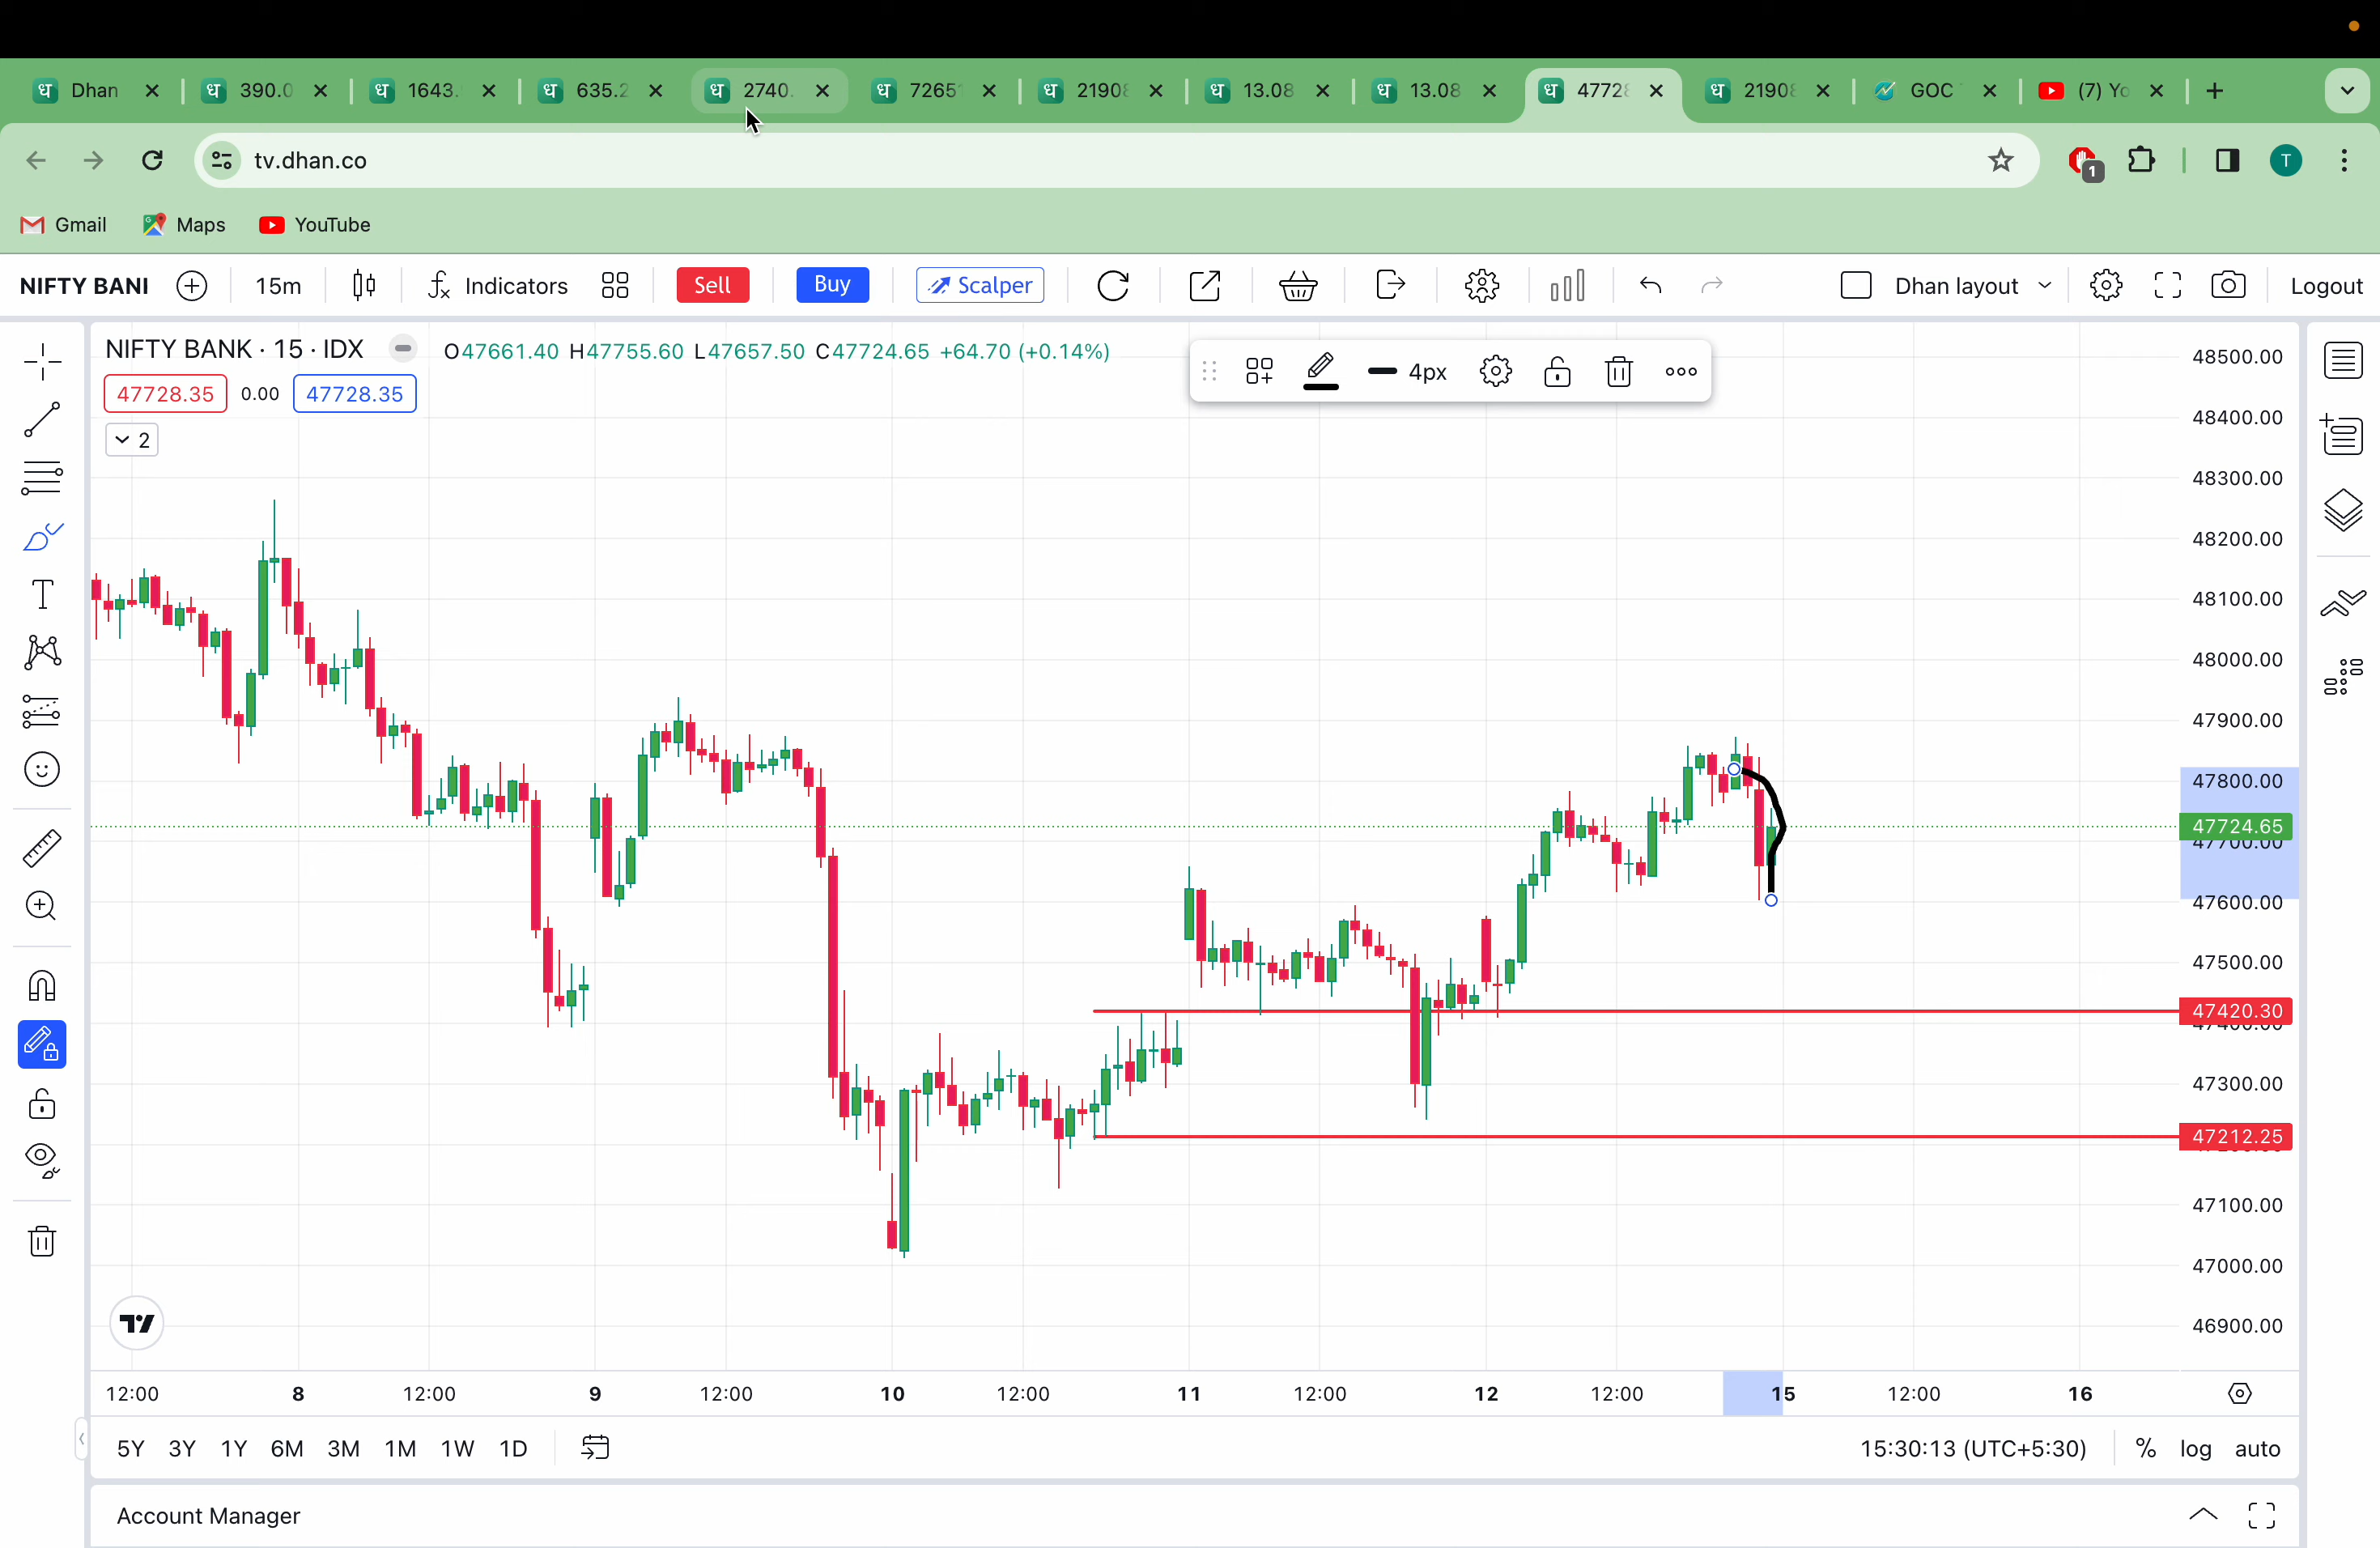 Dhan 390.0 1643. 635.2 2740. 7265 2190 13.08 13.08 4772 2190 GOC (7) Yo
tv.dhan.co
1
T
Gmail Maps YouTube
NIFTY BANI 15m Indicators Sell Buy Scalper Dhan layout Logout
NIFTY BANK · 15 · IDX O47661.40 H47755.60 L47657.50 C47724.65 +64.70 (+0.14%)
4px
47728.35 0.00 47728.35
2
48500.00
48400.00
48300.00
48200.00
48100.00
48000.00
47900.00
47800.00
47724.65
47700.00
47600.00
47500.00
47420.30
47400.00
47300.00
47212.25
47100.00
47000.00
46900.00
12:00 8 12:00 9 12:00 10 12:00 11 12:00 12 12:00 15 12:00 16
5Y 3Y 1Y 6M 3M 1M 1W 1D 15:30:13 (UTC+5:30) % log auto
Account Manager